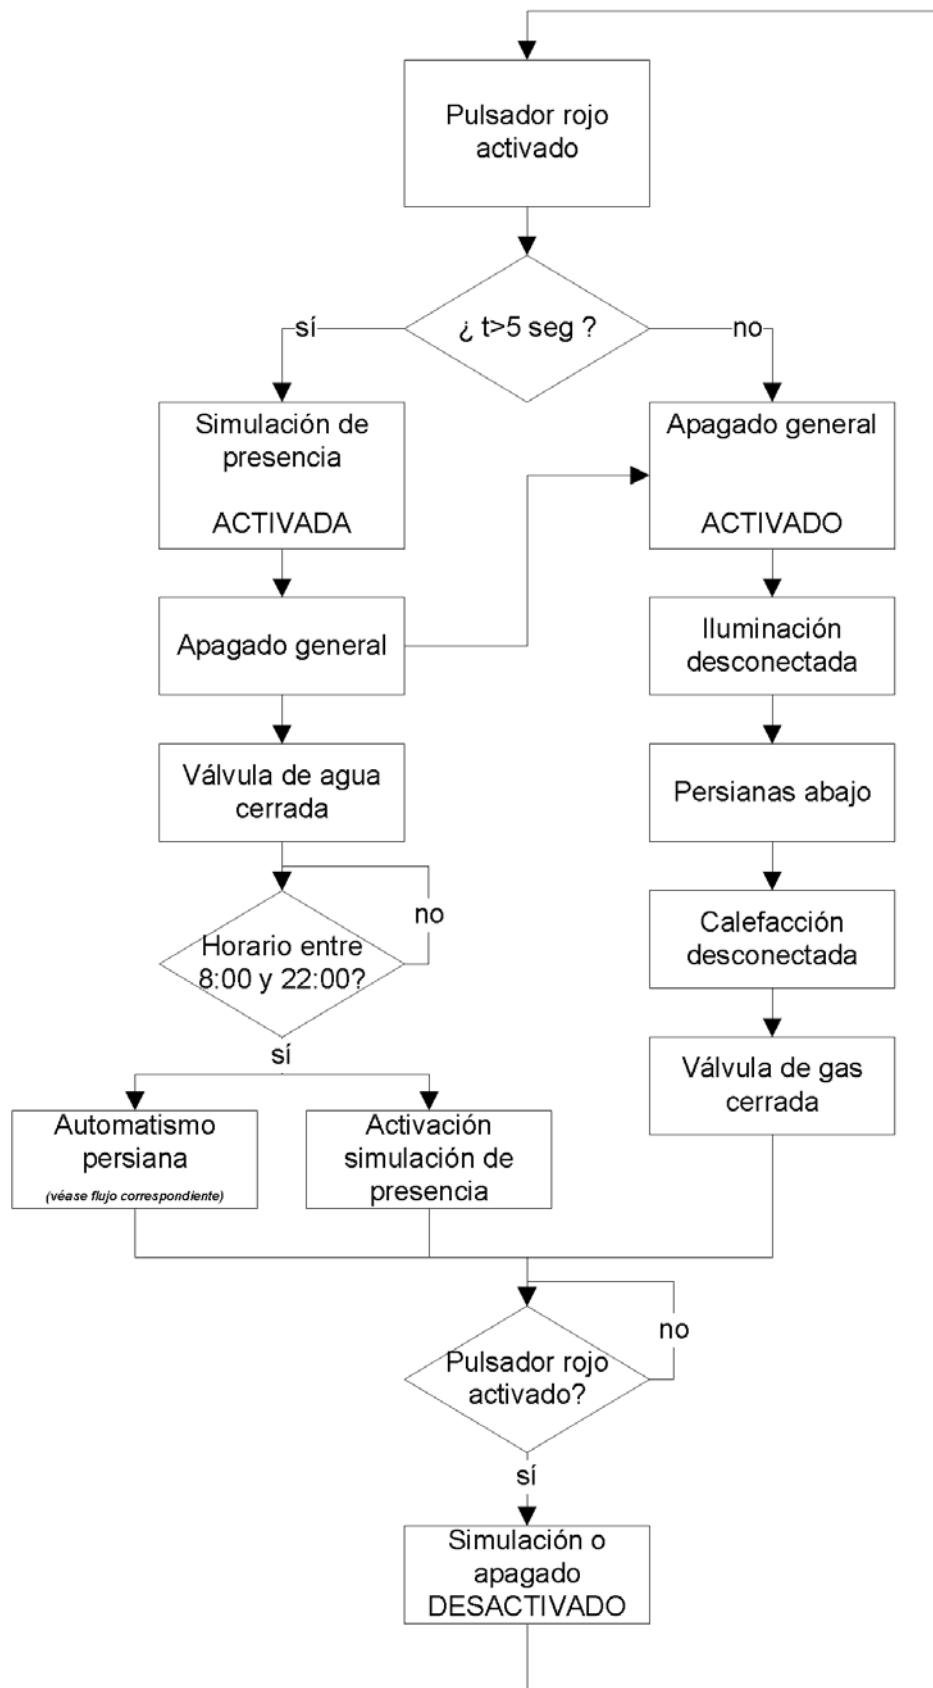 Pulsador rojo
activado
¿ t>5 seg ?
sí
no
Simulación de
presencia
ACTIVADA
Apagado general
ACTIVADO
Apagado general
Iluminación
desconectada
Válvula de agua
cerrada
Persianas abajo
no
Horario entre
8:00 y 22:00?
sí
Calefacción
desconectada
Válvula de gas
cerrada
Automatismo
persiana
(véase flujo correspondiente)
Activación
simulación de
presencia
no
Pulsador rojo
activado?
sí
Simulación o
apagado
DESACTIVADO